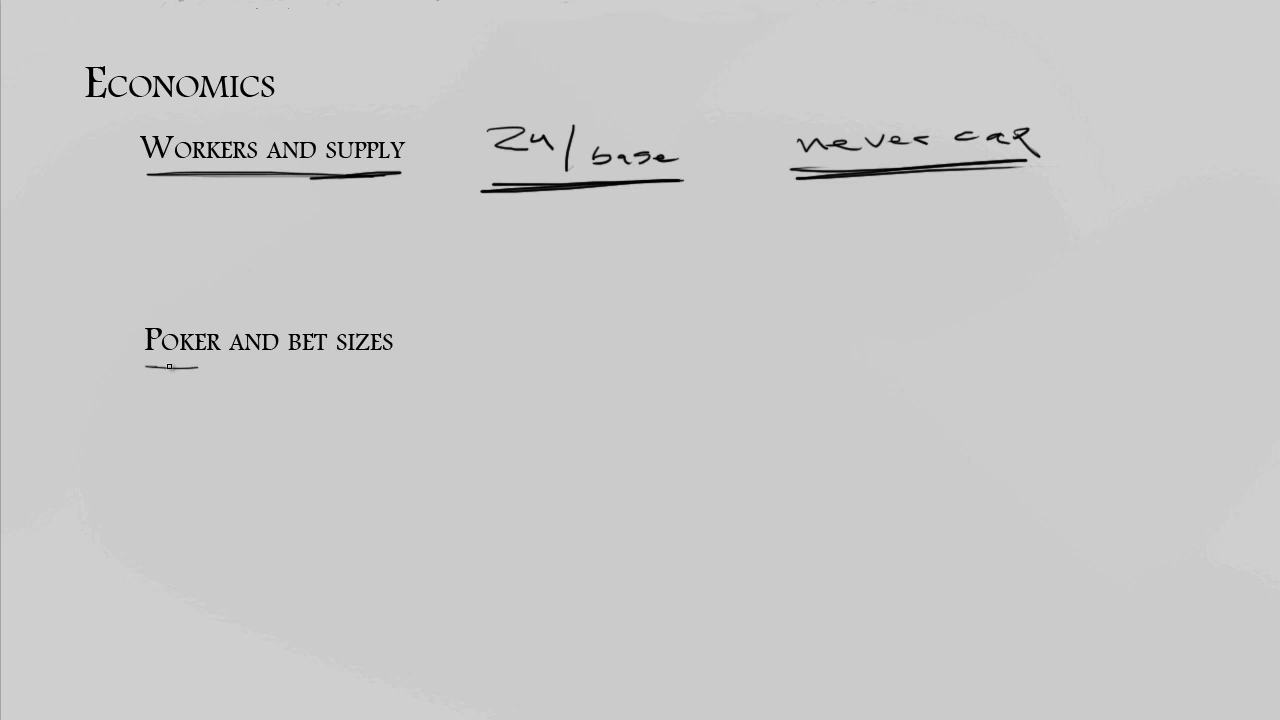 Economics
Workers and supply 24/base never cap
Poker and bet sizes